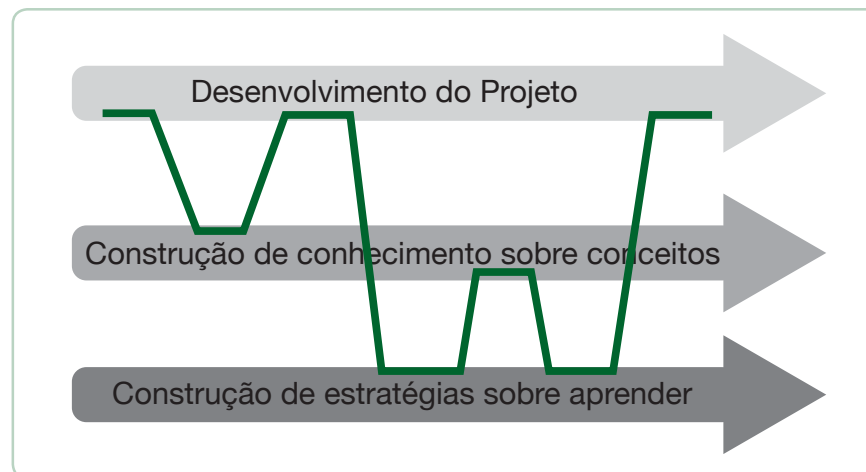 Desenvolvimento do Projeto
Construção de conhecimento sobre conceitos
Construção de estratégias sobre aprender